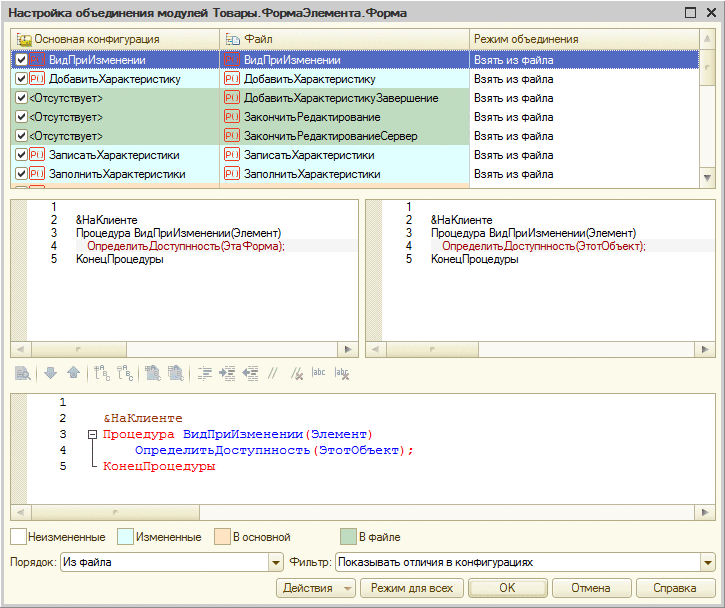 Настройка объединения модулей Товары.ФормаЭлемента.Форма
Основная конфигурация Файл Режим объединения
ВидПриИзменении ВидПриИзменении Взять из файла
ДобавитьХарактеристику ДобавитьХарактеристику Взять из файла
<Отсутствует> ДобавитьХарактеристикуЗавершение Взять из файла
<Отсутствует> ЗакончитьРедактирование Взять из файла
<Отсутствует> ЗакончитьРедактированиеСервер Взять из файла
ЗаписатьХарактеристики ЗаписатьХарактеристики Взять из файла
ЗаполнитьХарактеристики ЗаполнитьХарактеристики Взять из файла
1
2 &НаКлиенте
3 Процедура ВидПриИзменении(Элемент)
4 ОпределитьДоступнность(ЭтаФорма);
5 КонецПроцедуры
1
2 &НаКлиенте
3 Процедура ВидПриИзменении(Элемент)
4 ОпределитьДоступнность(ЭтотОбъект);
5 КонецПроцедуры
1
2 &НаКлиенте
3 Процедура ВидПриИзменении(Элемент)
4 ОпределитьДоступнность(ЭтотОбъект);
5 КонецПроцедуры
Неизмененные Измененные В основной В файле
Порядок: Из файла Фильтр: Показывать отличия в конфигурациях
Действия Режим для всех OK Отмена Справка